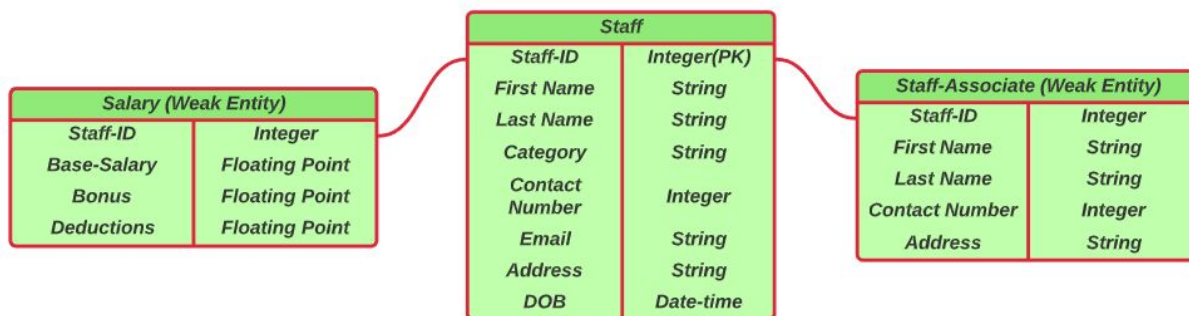 Salary (Weak Entity)
Staff-ID Integer
Base-Salary Floating Point
Bonus Floating Point
Deductions Floating Point
Staff
Staff-ID Integer(PK)
First Name String
Last Name String
Category String
Contact
Number Integer
Email String
Address String
DOB Date-time
Staff-Associate (Weak Entity)
Staff-ID Integer
First Name String
Last Name String
Contact Number Integer
Address String